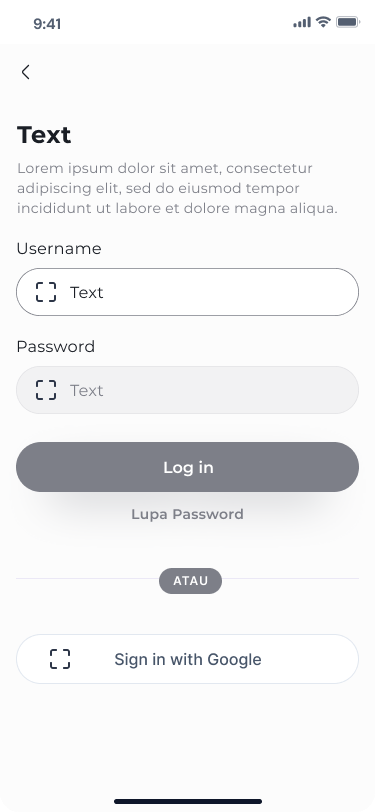 9:41
Text
Lorem ipsum dolor sit amet, consectetur
adipiscing elit, sed do eiusmod tempor
incididunt ut labore et dolore magna aliqua.
Username
Text
Password
Text
Log in
Lupa Password
ATAU
Sign in with Google